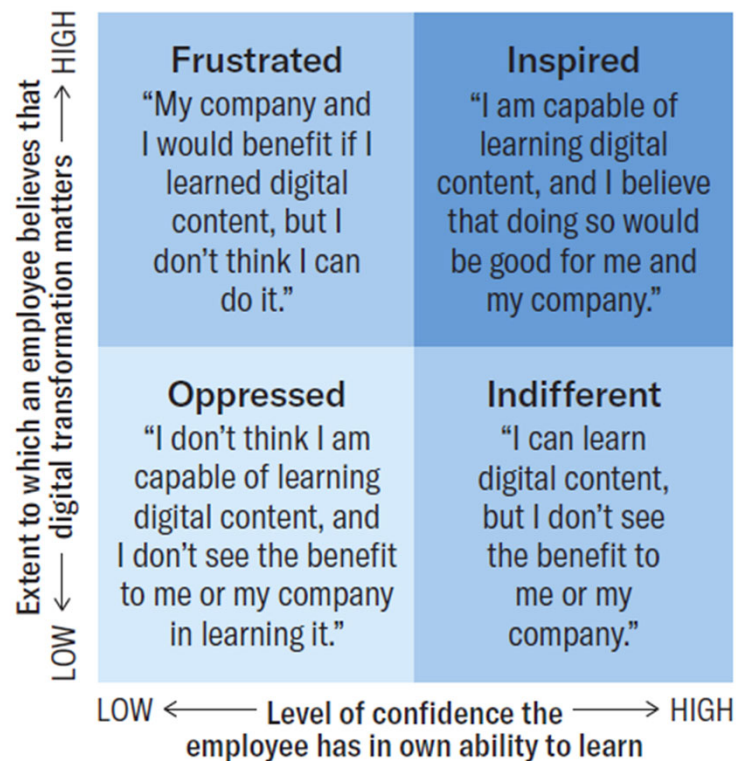 Extent to which an employee believes that
LOW ← digital transformation matters → HIGH
Frustrated
“My company and
I would benefit if I
learned digital
content, but I
don’t think I can
do it.”
Inspired
“I am capable of
learning digital
content, and I believe
that doing so would
be good for me and
my company.”
Oppressed
“I don’t think I am
capable of learning
digital content, and
I don’t see the benefit
to me or my company
in learning it.”
Indifferent
“I can learn
digital content,
but I don’t see
the benefit to
me or my
company.”
LOW ← Level of confidence the → HIGH
employee has in own ability to learn